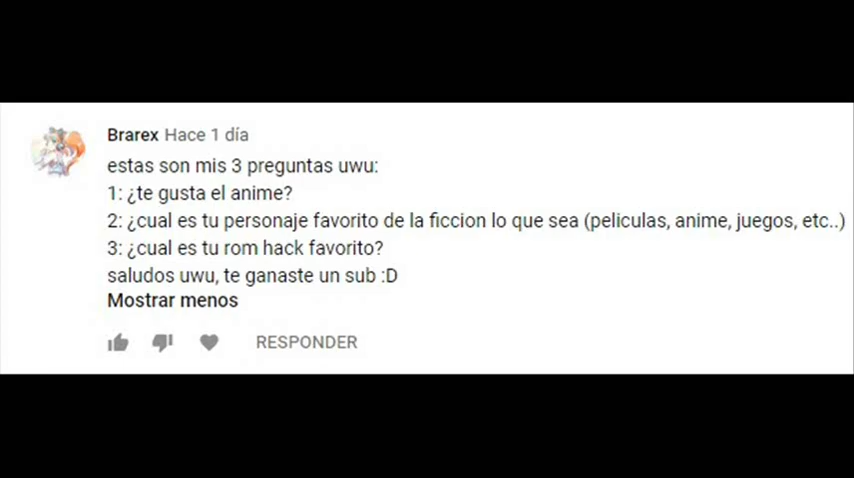 Brarex Hace 1 día
estas son mis 3 preguntas uwu:
1: ¿te gusta el anime?
2: ¿cual es tu personaje favorito de la ficcion lo que sea (peliculas, anime, juegos, etc..)
3: ¿cual es tu rom hack favorito?
saludos uwu, te ganaste un sub :D
Mostrar menos
RESPONDER